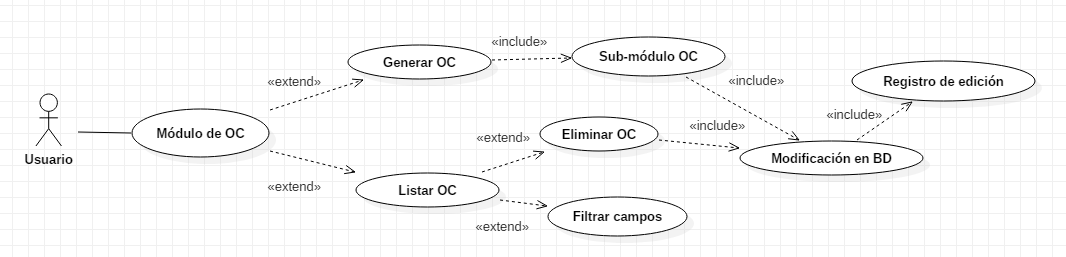 «include»
Generar OC
Sub-módulo OC
«extend»
«include»
Registro de edición
«include»
Módulo de OC
«extend»
Eliminar OC
«include»
Usuario
Modificación en BD
«extend»
Listar OC
Filtrar campos
«extend»